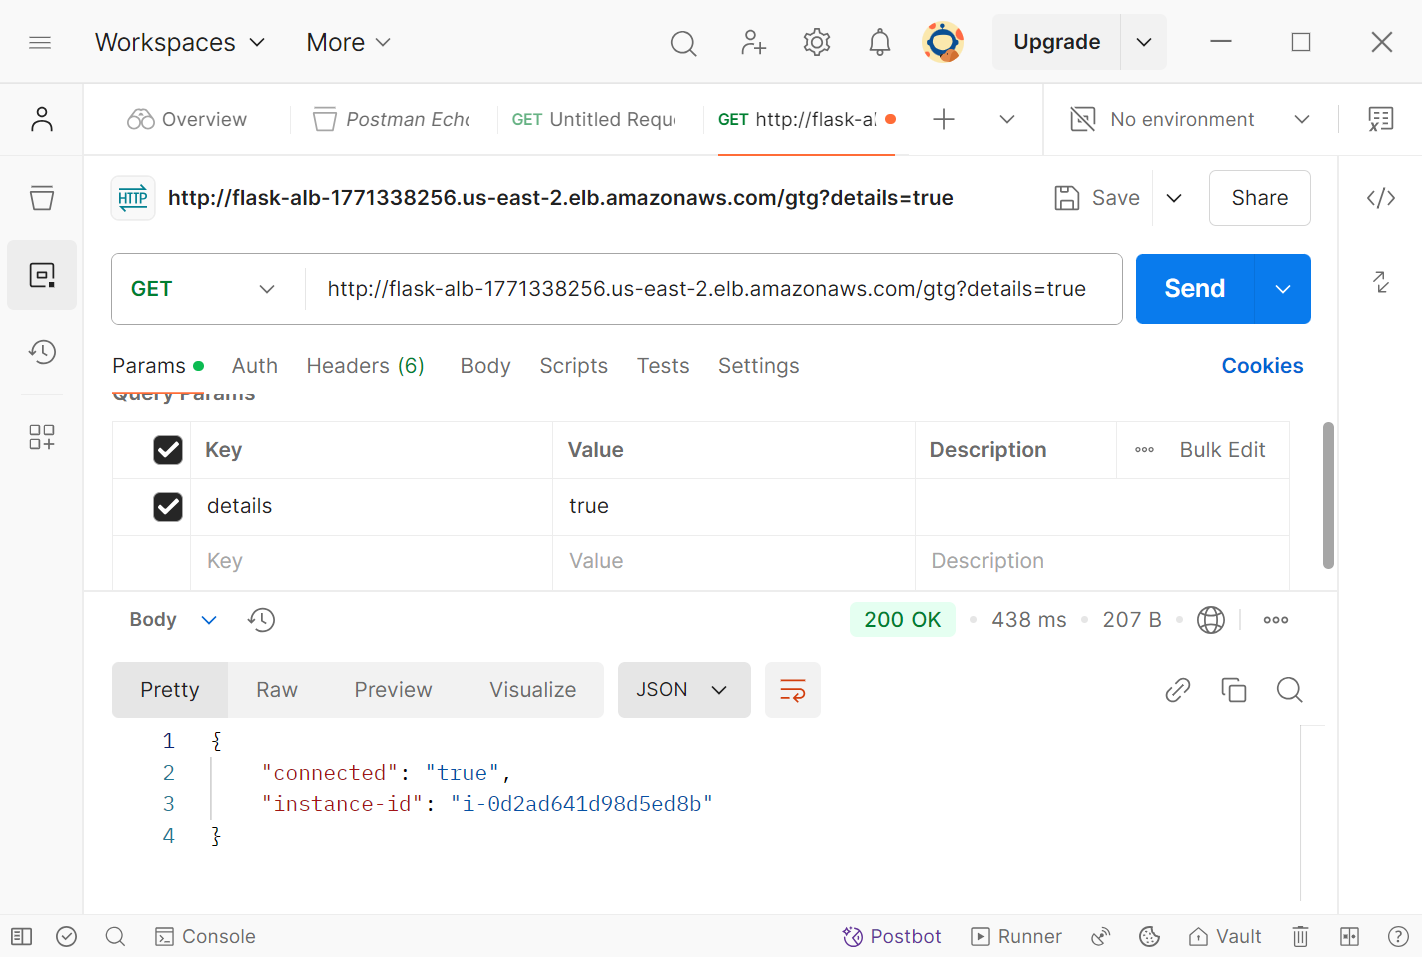 Workspaces More Upgrade
Overview Postman Echo GET Untitled Requ GET http://flask-al No environment
HTTP http://flask-alb-1771338256.us-east-2.elb.amazonaws.com/gtg?details=true Save Share
GET http://flask-alb-1771338256.us-east-2.elb.amazonaws.com/gtg?details=true Send
Params Auth Headers (6) Body Scripts Tests Settings Cookies
Query Params
Key Value Description Bulk Edit
details true
Key Value Description
Body 200 OK 438 ms 207 B
Pretty Raw Preview Visualize JSON
1 {
2 "connected": "true",
3 "instance-id": "i-0d2ad641d98d5ed8b"
4 }
Console Postbot Runner Vault